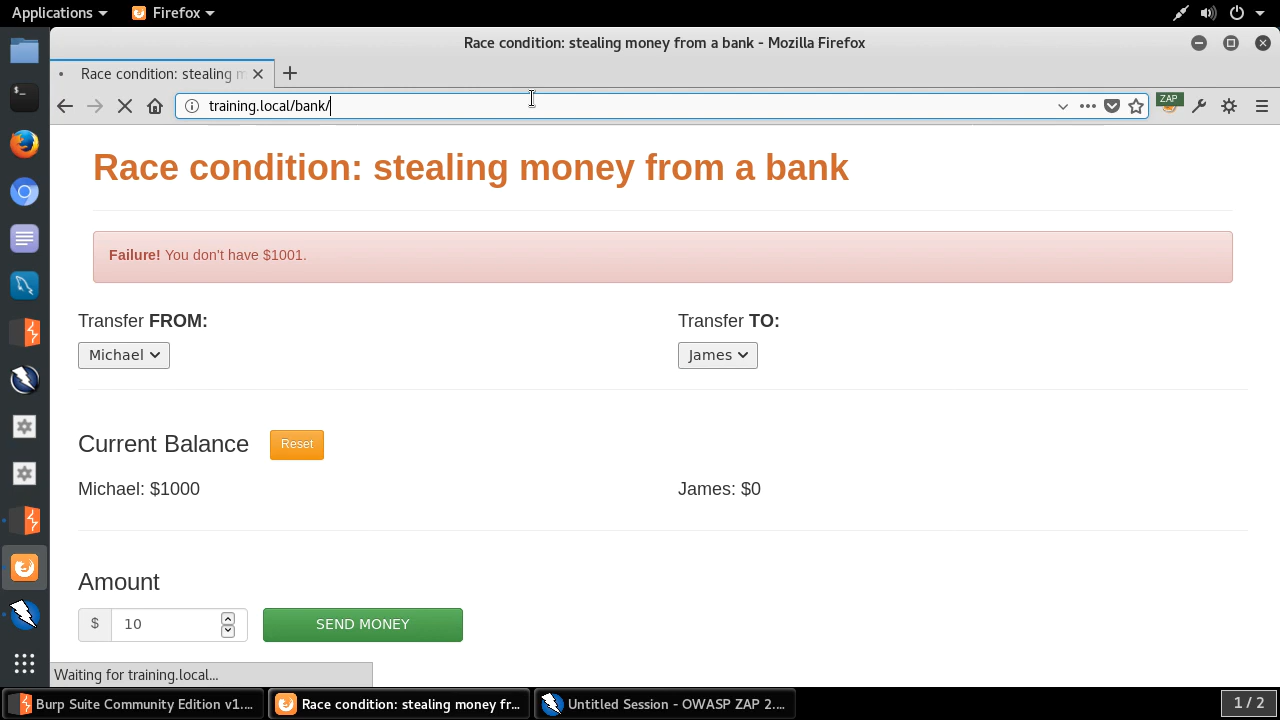 Applications Firefox
Race condition: stealing money from a bank - Mozilla Firefox
Race condition: stealing m
training.local/bank/
ZAP
Race condition: stealing money from a bank
Failure! You don't have $1001.
Transfer FROM: Transfer TO:
Michael James
Current Balance Reset
Michael: $1000 James: $0
Amount
$ 10 SEND MONEY
Waiting for training.local...
Burp Suite Community Edition v1.... Race condition: stealing money fr... Untitled Session - OWASP ZAP 2.... 1 / 2